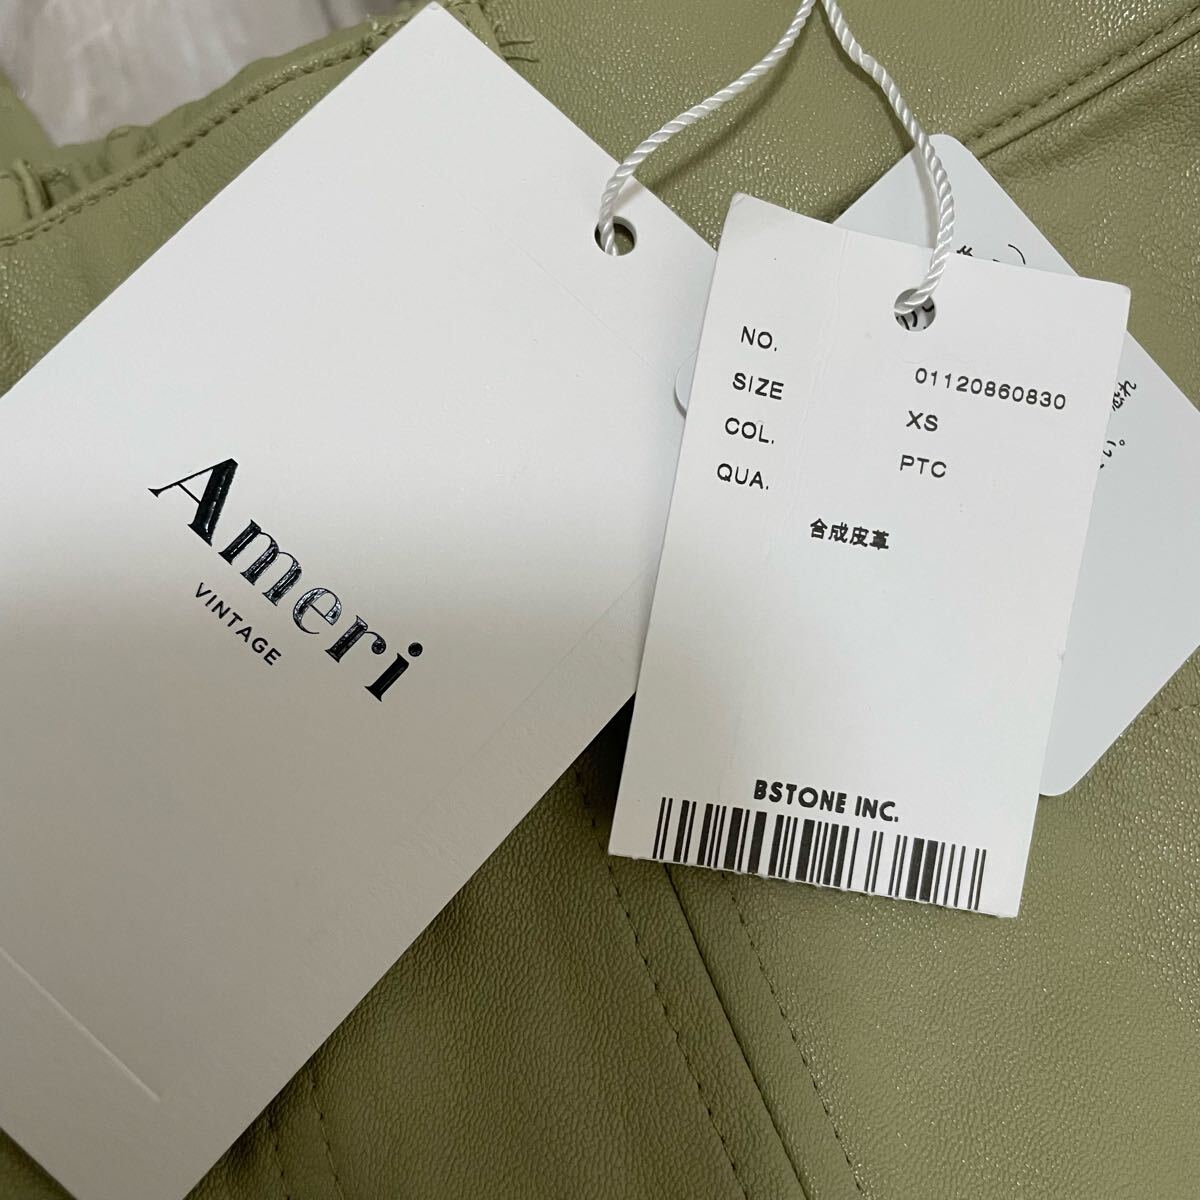 Ameri
VINTAGE
NO. 01120860830
SIZE XS
COL. PTC
QUA.
合成皮革
BSTONE INC.